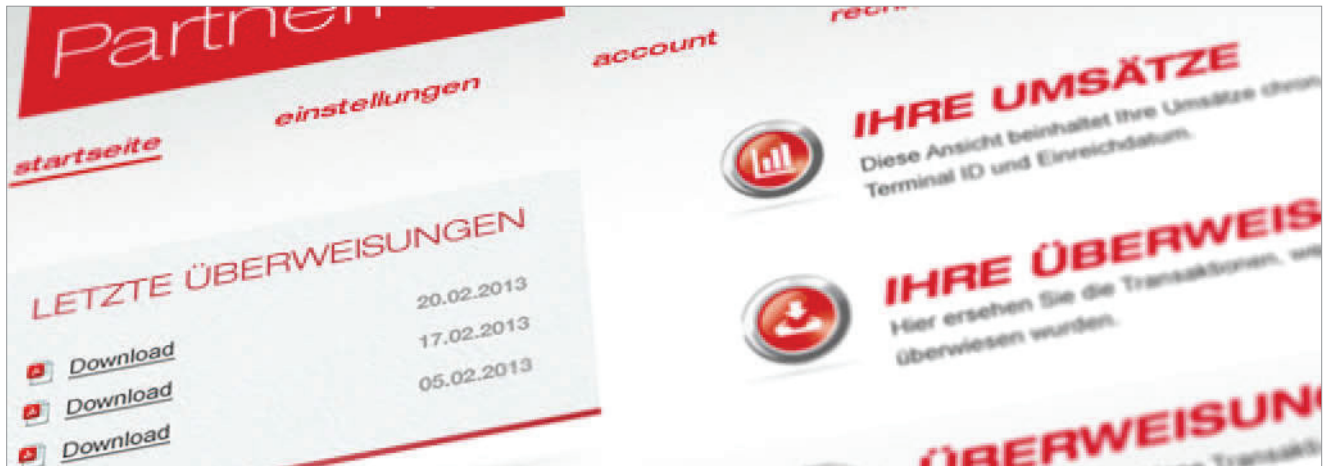 startseite
einstellungen
account
LETZTE ÜBERWEISUNGEN
Download 20.02.2013
Download 17.02.2013
Download 05.02.2013
IHRE UMSÄTZE
Diese Ansicht beinhaltet Ihre Umsätze
Terminal ID und Einreichdatum.
IHRE
Hier ersehen Sie die Transaktionen,
überwiesen wurden.